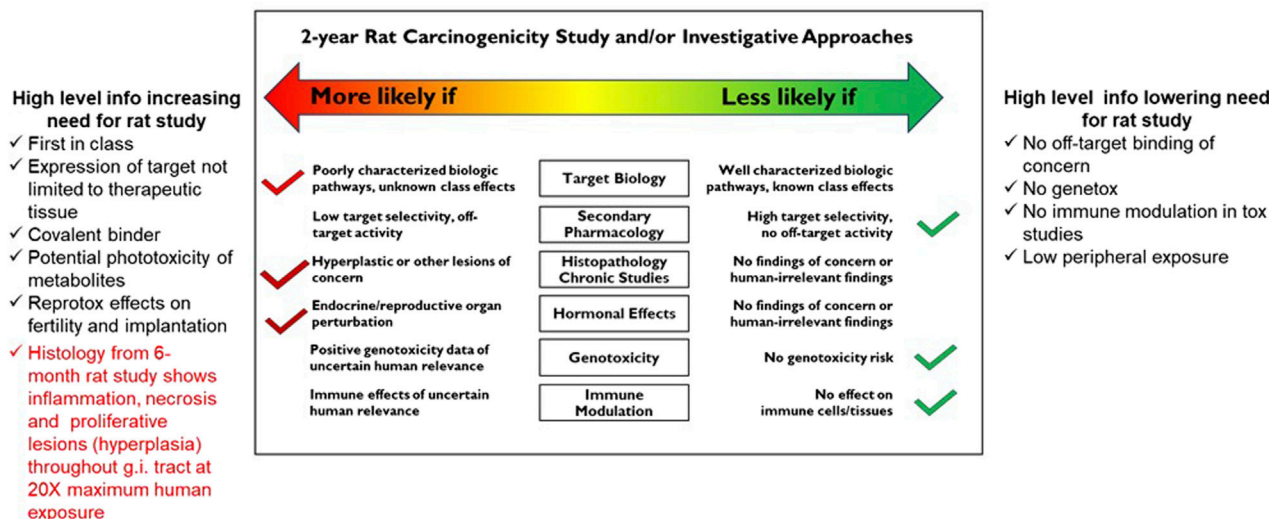 2-year Rat Carcinogenicity Study and/or Investigative Approaches
More likely if
Less likely if
High level info increasing
need for rat study
✓ First in class
✓ Expression of target not
limited to therapeutic
tissue
✓ Covalent binder
✓ Potential phototoxicity of
metabolites
✓ Reprotox effects on
fertility and implantation
✓ Histology from 6-
month rat study shows
inflammation, necrosis
and proliferative
lesions (hyperplasia)
throughout g.i. tract at
20X maximum human
exposure
Poorly characterized biologic
pathways, unknown class effects
Target Biology
Well characterized biologic
pathways, known class effects
Low target selectivity, off-
target activity
Secondary
Pharmacology
High target selectivity,
no off-target activity
Hyperplastic or other lesions of
concern
Histopathology
Chronic Studies
No findings of concern or
human-irrelevant findings
Endocrine/reproductive organ
perturbation
Hormonal Effects
No findings of concern or
human-irrelevant findings
Positive genotoxicity data of
uncertain human relevance
Genotoxicity
No genotoxicity risk
Immune effects of uncertain
human relevance
Immune
Modulation
No effect on
immune cells/tissues
High level  info lowering need
for rat study
✓ No off-target binding of
concern
✓ No genetox
✓ No immune modulation in tox
studies
✓ Low peripheral exposure